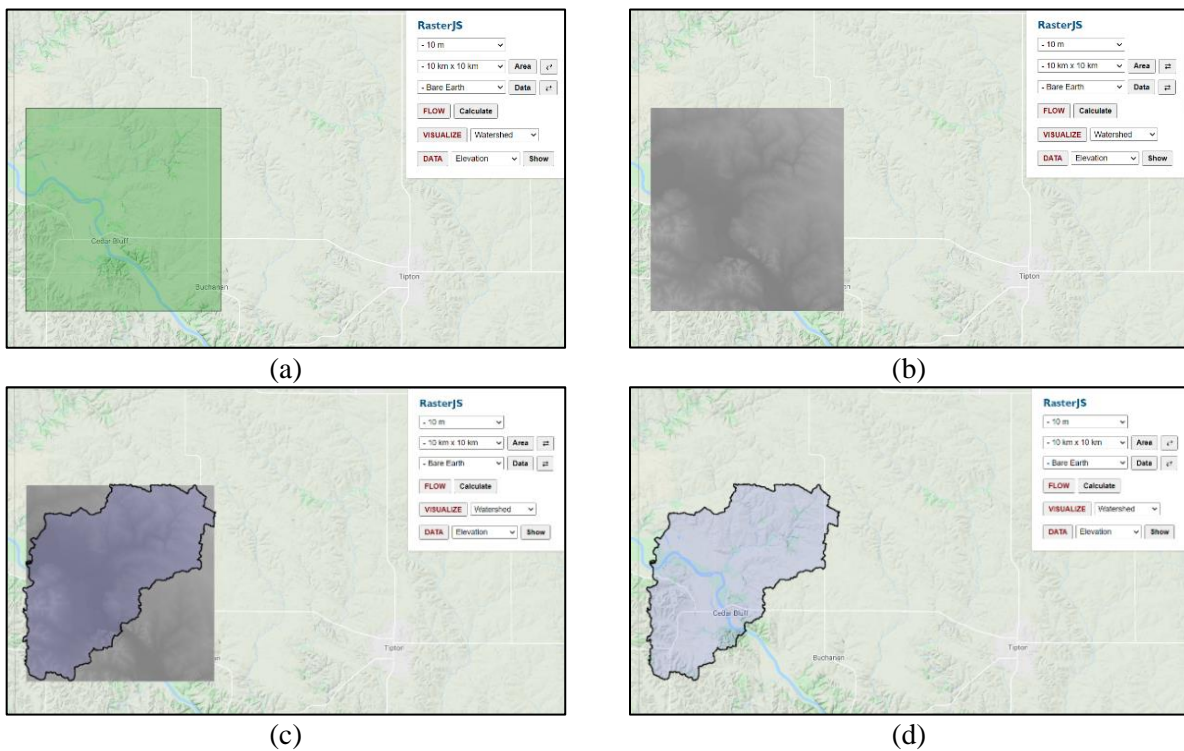 RasterJS
- 10 m
- 10 km x 10 km Area ⇄
- Bare Earth Data ⇄
FLOW Calculate
VISUALIZE Watershed
DATA Elevation Show
Cedar Bluff
Tipton
Buchanan
(a)
RasterJS
- 10 m
- 10 km x 10 km Area ⇄
- Bare Earth Data ⇄
FLOW Calculate
VISUALIZE Watershed
DATA Elevation Show
Tipton
(b)
RasterJS
- 10 m
- 10 km x 10 km Area ⇄
- Bare Earth Data ⇄
FLOW Calculate
VISUALIZE Watershed
DATA Elevation Show
Tipton
(c)
RasterJS
- 10 m
- 10 km x 10 km Area ⇄
- Bare Earth Data ⇄
FLOW Calculate
VISUALIZE Watershed
DATA Elevation Show
Cedar Bluff
Tipton
Buchanan
(d)